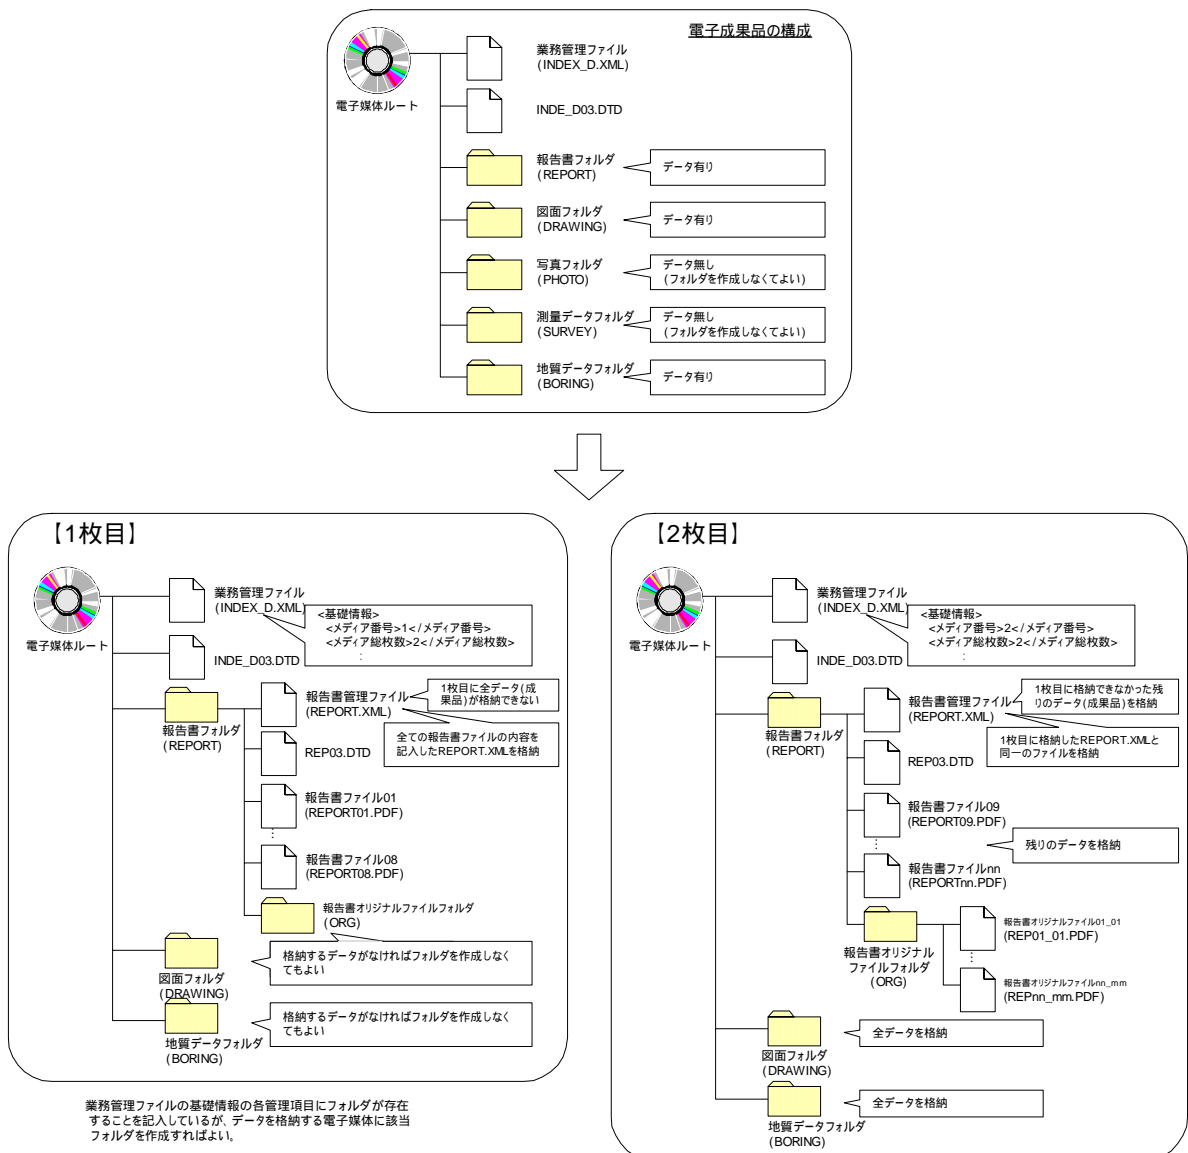 電子成果品の構成
業務管理ファイル
(INDEX_D.XML)
電子媒体ルート
INDE_D03.DTD
報告書フォルダ
(REPORT)
データ有り
図面フォルダ
(DRAWING)
データ有り
写真フォルダ
(PHOTO)
データ無し
(フォルダを作成しなくてよい)
測量データフォルダ
(SURVEY)
データ無し
(フォルダを作成しなくてよい)
地質データフォルダ
(BORING)
データ有り
【1枚目】
業務管理ファイル
(INDEX_D.XML)
<基礎情報>
<メディア番号>1</メディア番号>
<メディア総枚数>2</メディア総枚数>
:
電子媒体ルート
INDE_D03.DTD
報告書フォルダ
(REPORT)
報告書管理ファイル
(REPORT.XML)
1枚目に全データ(成
果品)が格納できない
全ての報告書ファイルの内容を
記入したREPORT.XMLを格納
REP03.DTD
報告書ファイル01
(REPORT01.PDF)
⋮
報告書ファイル08
(REPORT08.PDF)
報告書オリジナルファイルフォルダ
(ORG)
格納するデータがなければフォルダを作成しなく
てもよい
図面フォルダ
(DRAWING)
格納するデータがなければフォルダを作成しなく
てもよい
地質データフォルダ
(BORING)
業務管理ファイルの基礎情報の各管理項目にフォルダが存在
することを記入しているが、データを格納する電子媒体に該当
フォルダを作成すればよい。
【2枚目】
業務管理ファイル
(INDEX_D.XML)
<基礎情報>
<メディア番号>2</メディア番号>
<メディア総枚数>2</メディア総枚数>
:
電子媒体ルート
INDE_D03.DTD
報告書フォルダ
(REPORT)
報告書管理ファイル
(REPORT.XML)
1枚目に格納できなかった残
りのデータ(成果品)を格納
1枚目に格納したREPORT.XMLと
同一のファイルを格納
REP03.DTD
報告書ファイル09
(REPORT09.PDF)
⋮
残りのデータを格納
報告書ファイルnn
(REPORTnn.PDF)
報告書オリジナル
ファイルフォルダ
(ORG)
報告書オリジナルファイル01_01
(REP01_01.PDF)
⋮
報告書オリジナルファイルnn_mm
(REPnn_mm.PDF)
図面フォルダ
(DRAWING)
全データを格納
地質データフォルダ
(BORING)
全データを格納